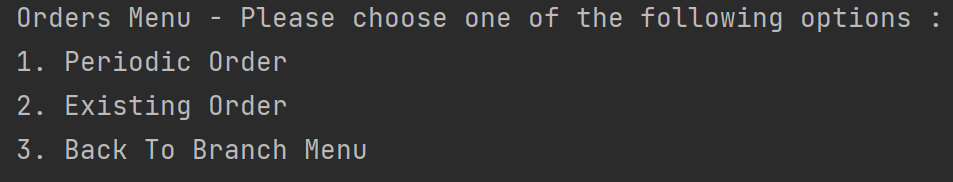 Orders Menu - Please choose one of the following options :
1. Periodic Order
2. Existing Order
3. Back To Branch Menu